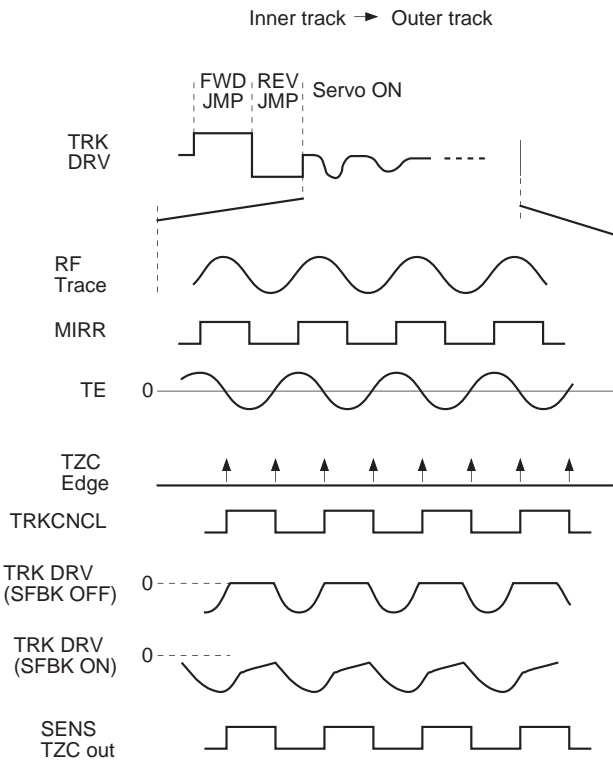 Inner track → Outer track
FWD JMP
REV JMP
Servo ON
TRK DRV
RF Trace
MIRR
TE
0
TZC Edge
TRKCNCL
TRK DRV (SFBK OFF)
0
TRK DRV (SFBK ON)
0
SENS TZC out